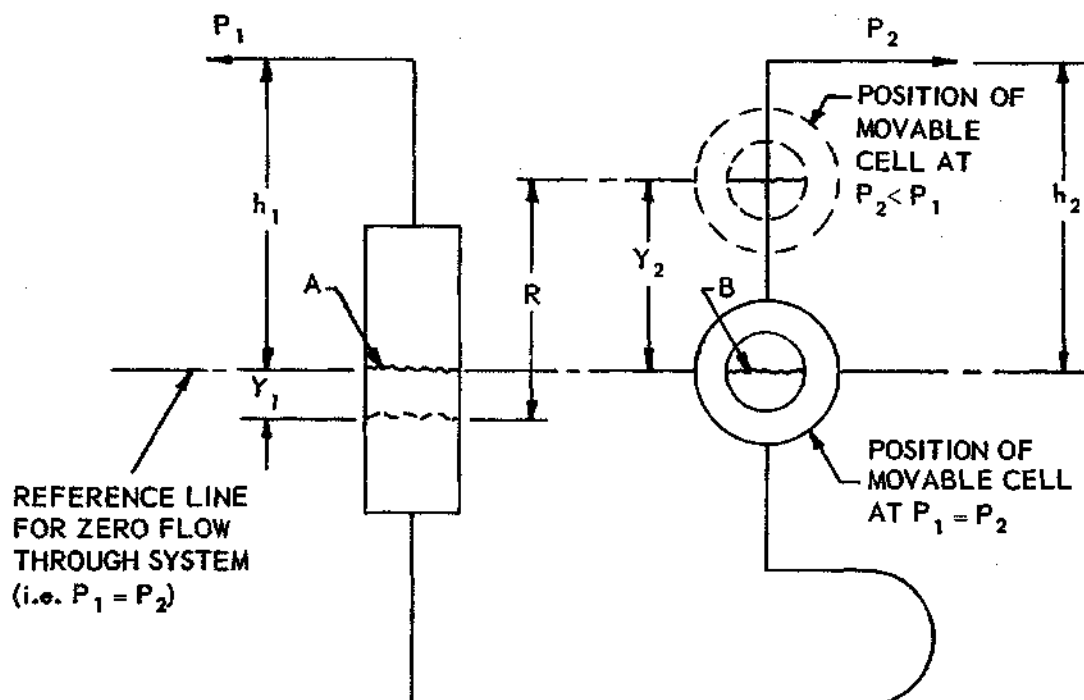 P1
P2
POSITION OF
MOVABLE
CELL AT
P2 < P1
h1
h2
A
R
Y2
B
Y1
REFERENCE LINE
FOR ZERO FLOW
THROUGH SYSTEM
(i.e. P1 = P2)
POSITION OF
MOVABLE CELL
AT P1 = P2